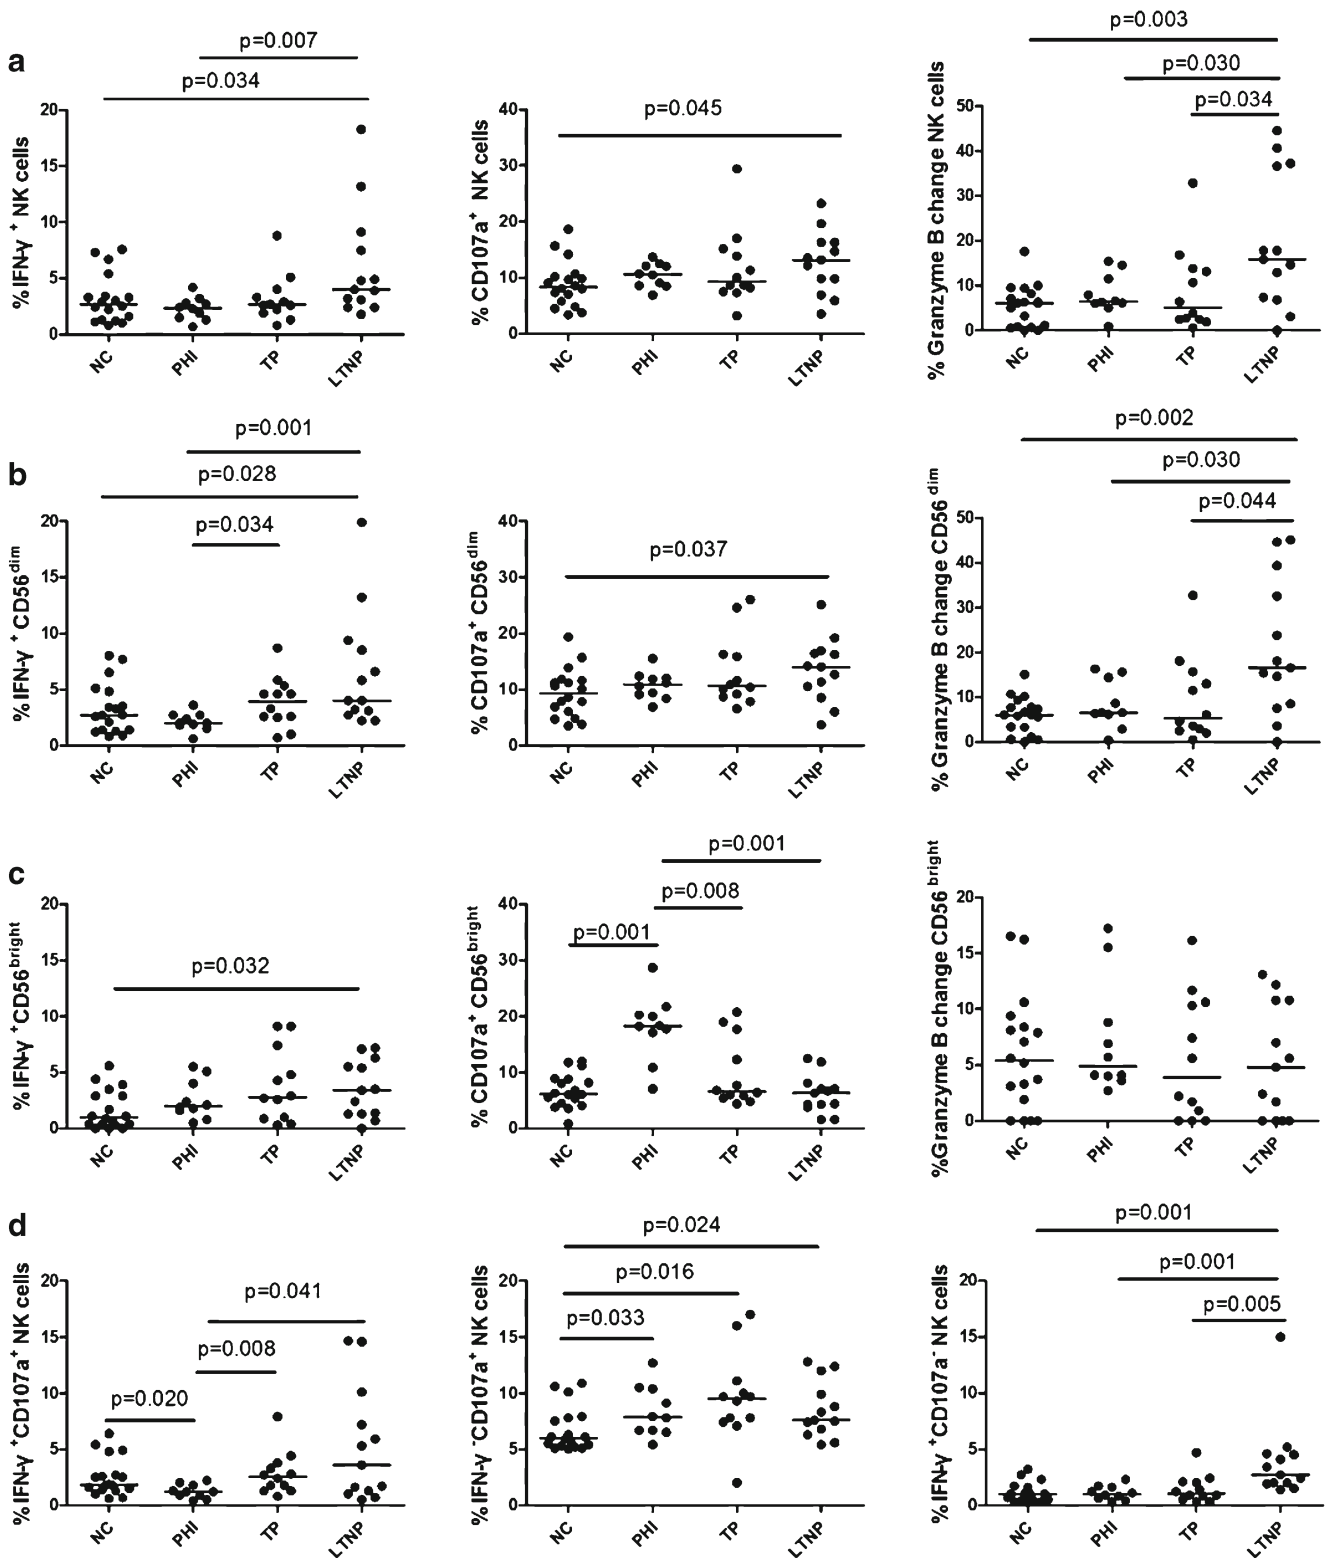 a
p=0.007
p=0.034
%IFN-γ + NK cells
20
15
10
5
0
NC
PHI
TP
LTNP
p=0.045
% CD107a+ NK cells
40
30
20
10
0
NC
PHI
TP
LTNP
p=0.003
p=0.030
p=0.034
% Granzyme B change NK cells
50
40
30
20
10
0
NC
PHI
TP
LTNP
b
p=0.001
p=0.028
p=0.034
%IFN-γ + CD56dim
20
15
10
5
0
NC
PHI
TP
LTNP
p=0.037
% CD107a+ CD56dim
40
30
20
10
0
NC
PHI
TP
LTNP
p=0.002
p=0.030
p=0.044
% Granzyme B change CD56 dim
50
40
30
20
10
0
NC
PHI
TP
LTNP
c
p=0.032
%IFN-γ +CD56bright
20
15
10
5
0
NC
PHI
TP
LTNP
p=0.001
p=0.008
p=0.001
% CD107a+ CD56bright
40
30
20
10
0
NC
PHI
TP
LTNP
%Granzyme B change CD56 bright
20
15
10
5
0
NC
PHI
TP
LTNP
d
p=0.041
p=0.008
p=0.020
%IFN-γ +CD107a+ NK cells
20
15
10
5
0
NC
PHI
TP
LTNP
p=0.024
p=0.016
p=0.033
%IFN-γ -CD107a+ NK cells
20
15
10
5
0
NC
PHI
TP
LTNP
p=0.001
p=0.001
p=0.005
%IFN-γ +CD107a- NK cells
20
15
10
5
0
NC
PHI
TP
LTNP